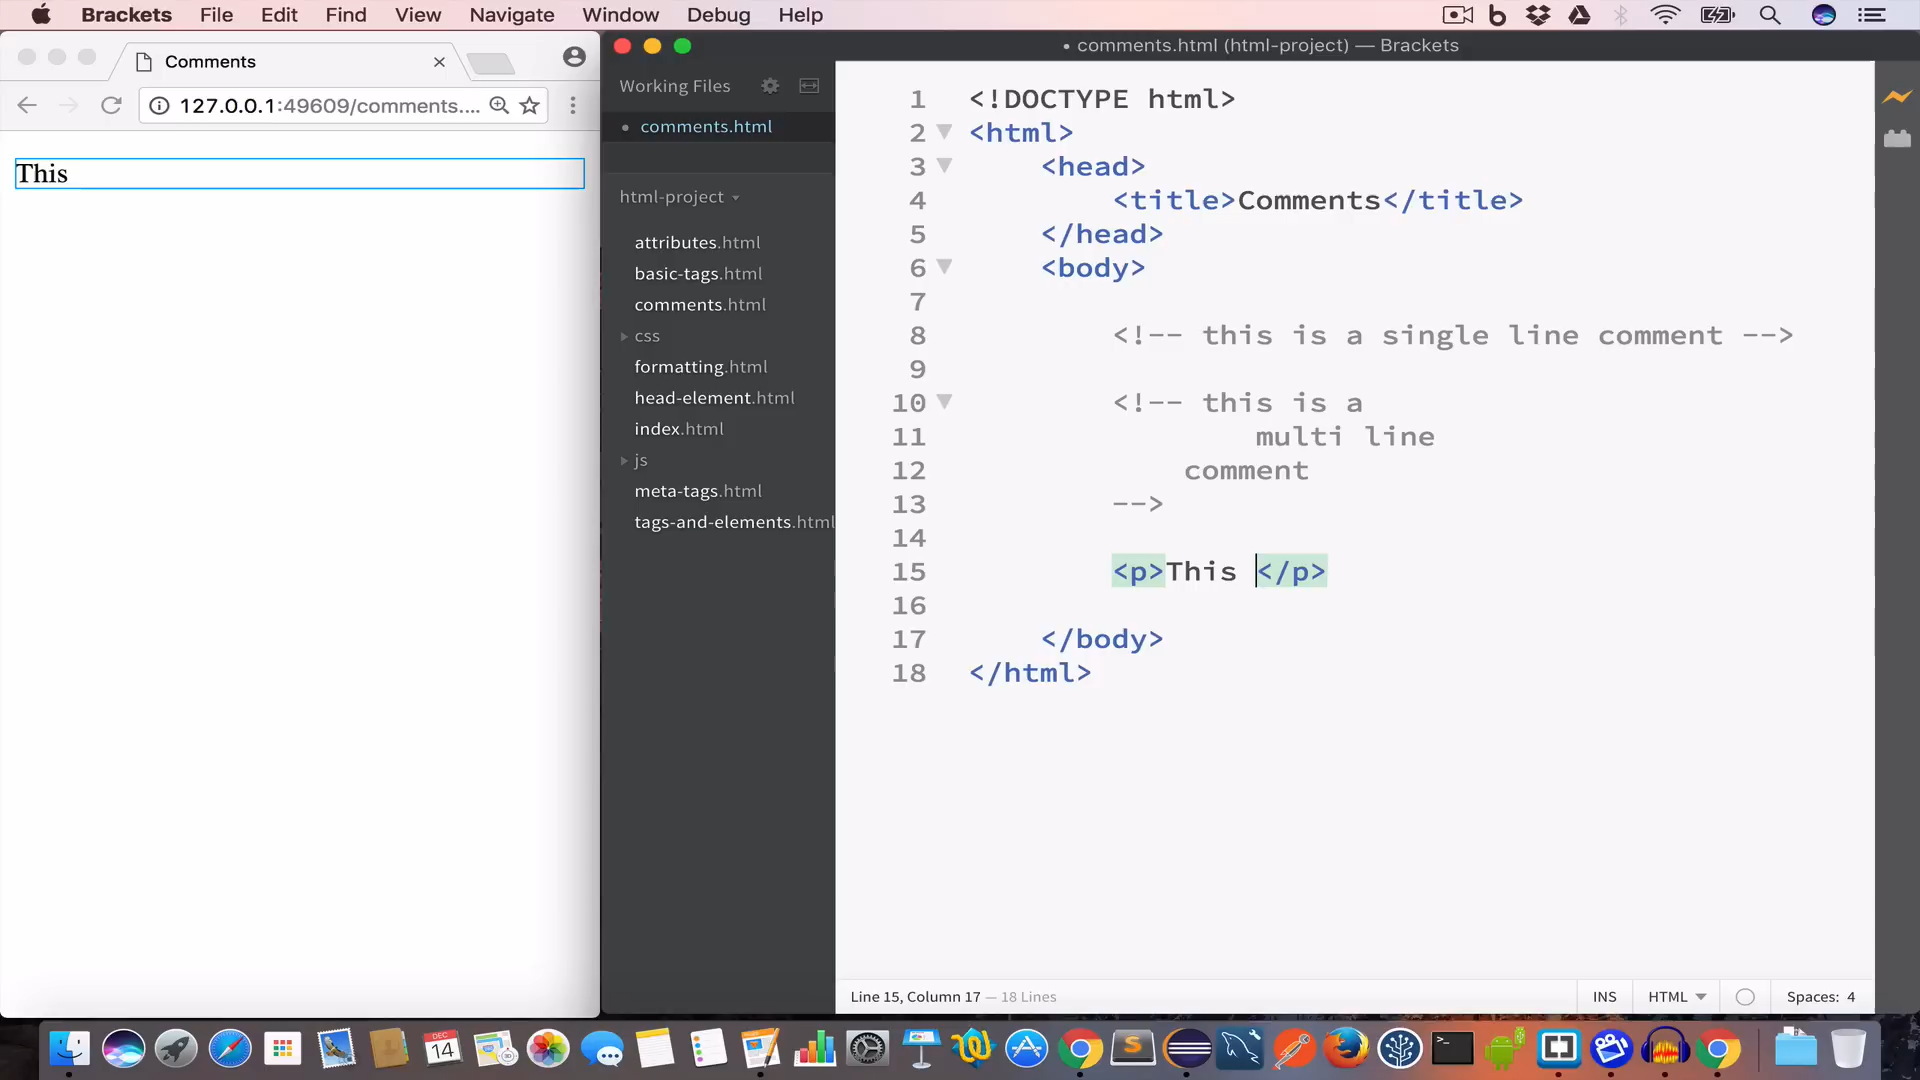 Brackets File Edit Find View Navigate Window Debug Help
Comments
127.0.0.1:49609/comments....
• comments.html (html-project) — Brackets
Working Files
• comments.html
html-project
attributes.html
basic-tags.html
comments.html
css
formatting.html
head-element.html
index.html
js
meta-tags.html
tags-and-elements.html
This
1 <!DOCTYPE html>
2 <html>
3 <head>
4 <title>Comments</title>
5 </head>
6 <body>
7
8 <!-- this is a single line comment -->
9
10 <!-- this is a
11 multi line
12 comment
13 -->
14
15 <p>This </p>
16
17 </body>
18 </html>
Line 15, Column 17 — 18 Lines
INS HTML Spaces: 4
DEC
14